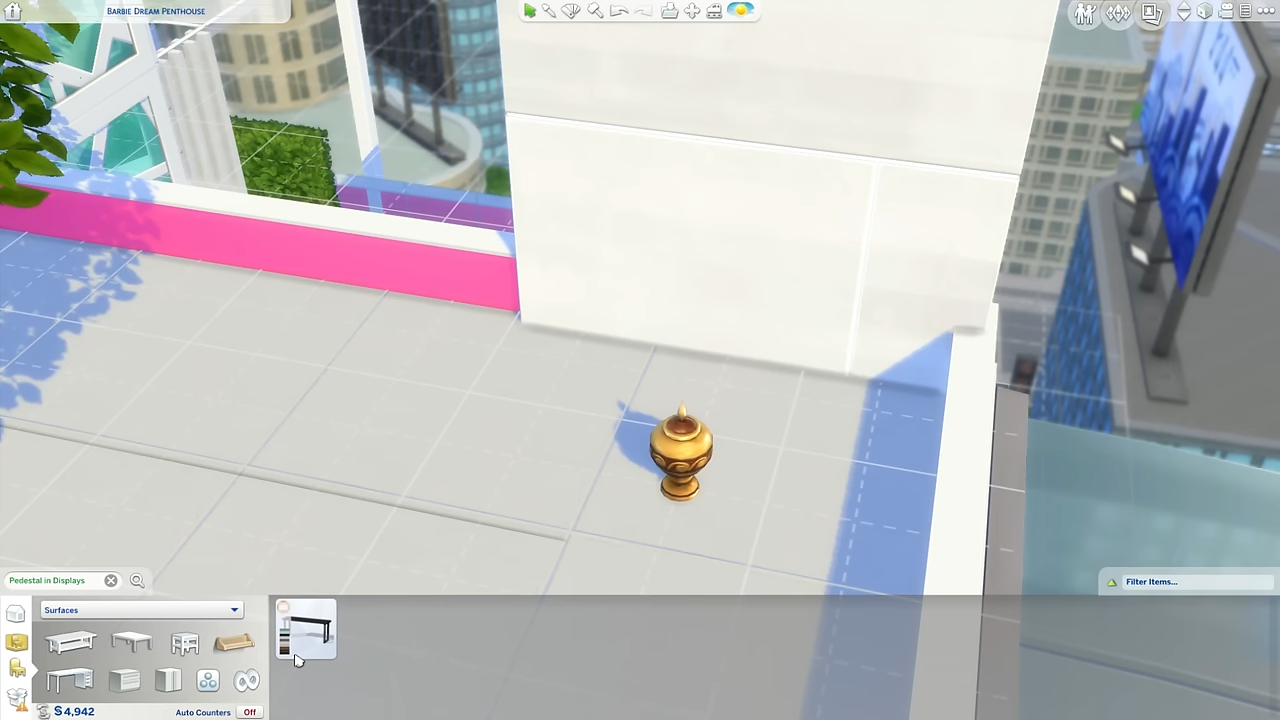 BARBIE DREAM PENTHOUSE
Pedestal in Displays
Filter Items...
Surfaces
$4,942
Auto Counters Off